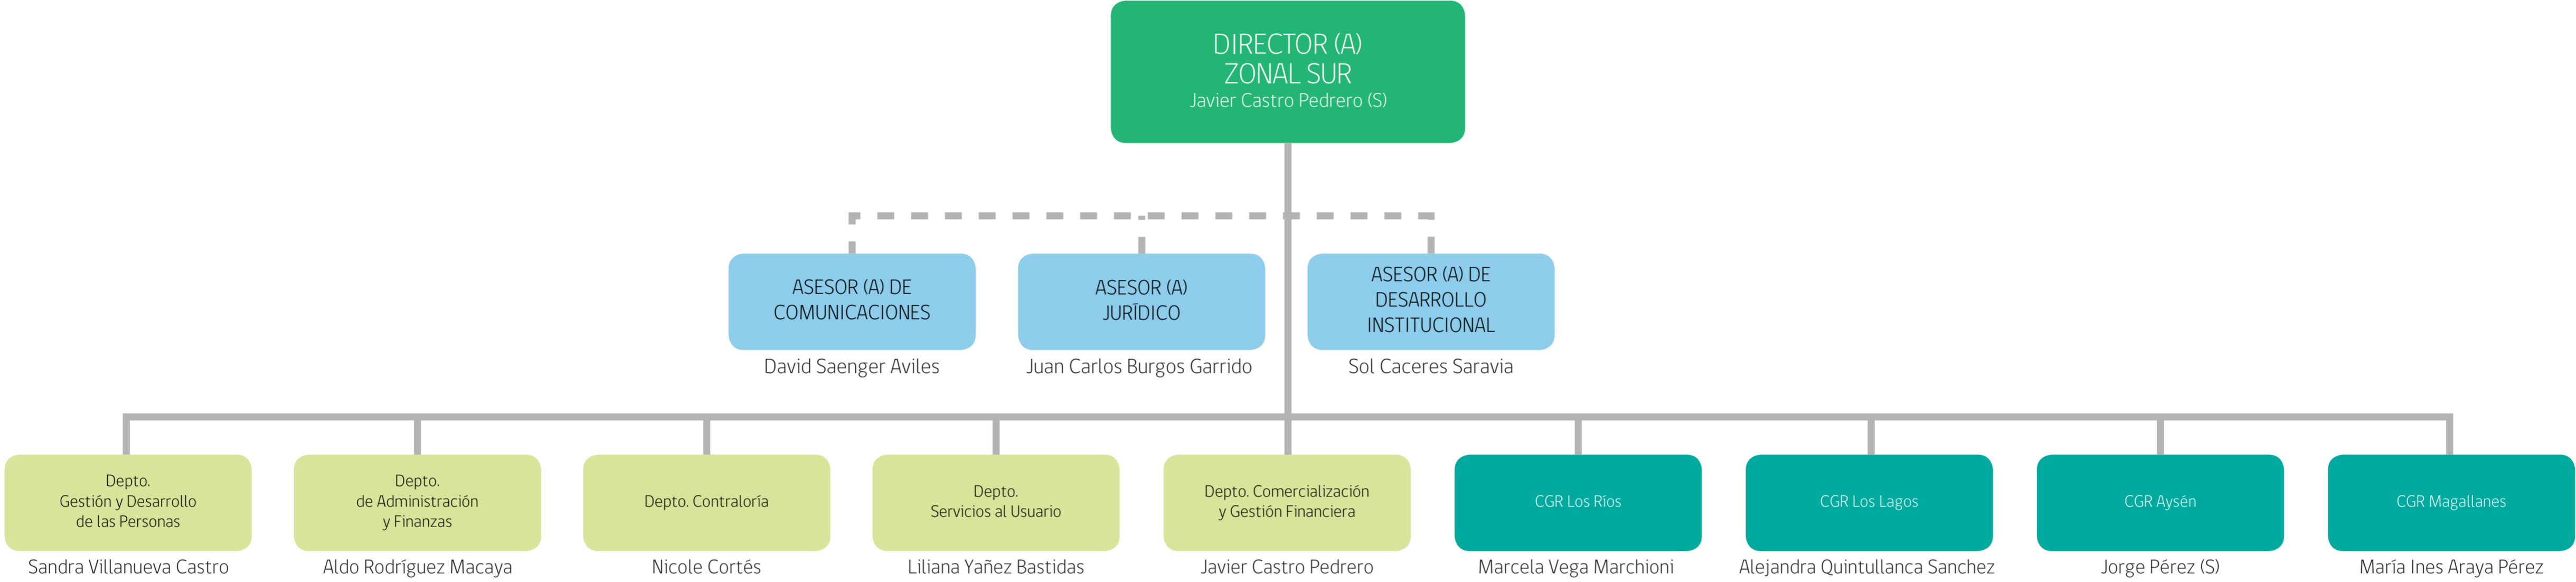 DIRECTOR (A)
ZONAL SUR
Javier Castro Pedrero (S)
ASESOR (A) DE
COMUNICACIONES
David Saenger Aviles
ASESOR (A)
JURÍDICO
Juan Carlos Burgos Garrido
ASESOR (A) DE
DESARROLLO
INSTITUCIONAL
Sol Caceres Saravia
Depto.
Gestión y Desarrollo
de las Personas
Sandra Villanueva Castro
Depto.
de Administración
y Finanzas
Aldo Rodríguez Macaya
Depto. Contraloría
Nicole Cortés
Depto.
Servicios al Usuario
Liliana Yañez Bastidas
Depto. Comercialización
y Gestión Financiera
Javier Castro Pedrero
CGR Los Ríos
Marcela Vega Marchioni
CGR Los Lagos
Alejandra Quintullanca Sanchez
CGR Aysén
Jorge Pérez (S)
CGR Magallanes
María Ines Araya Pérez